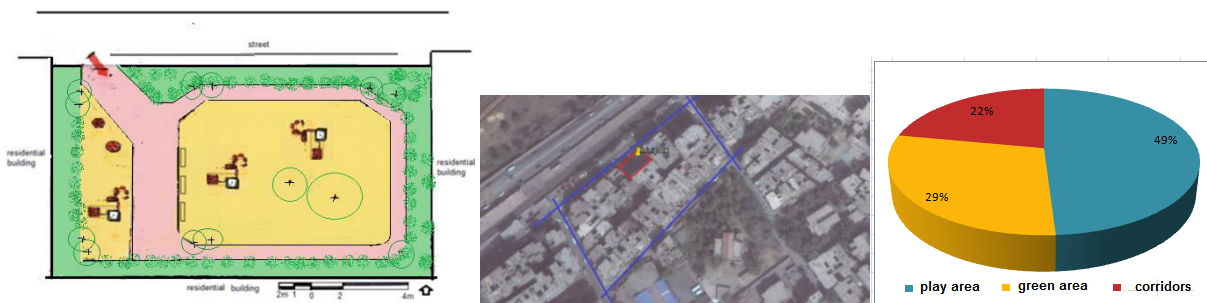 street
residential
building
residential
building
residential building
2m 1 0 2 4m
49%
29%
22%
play area green area corridors